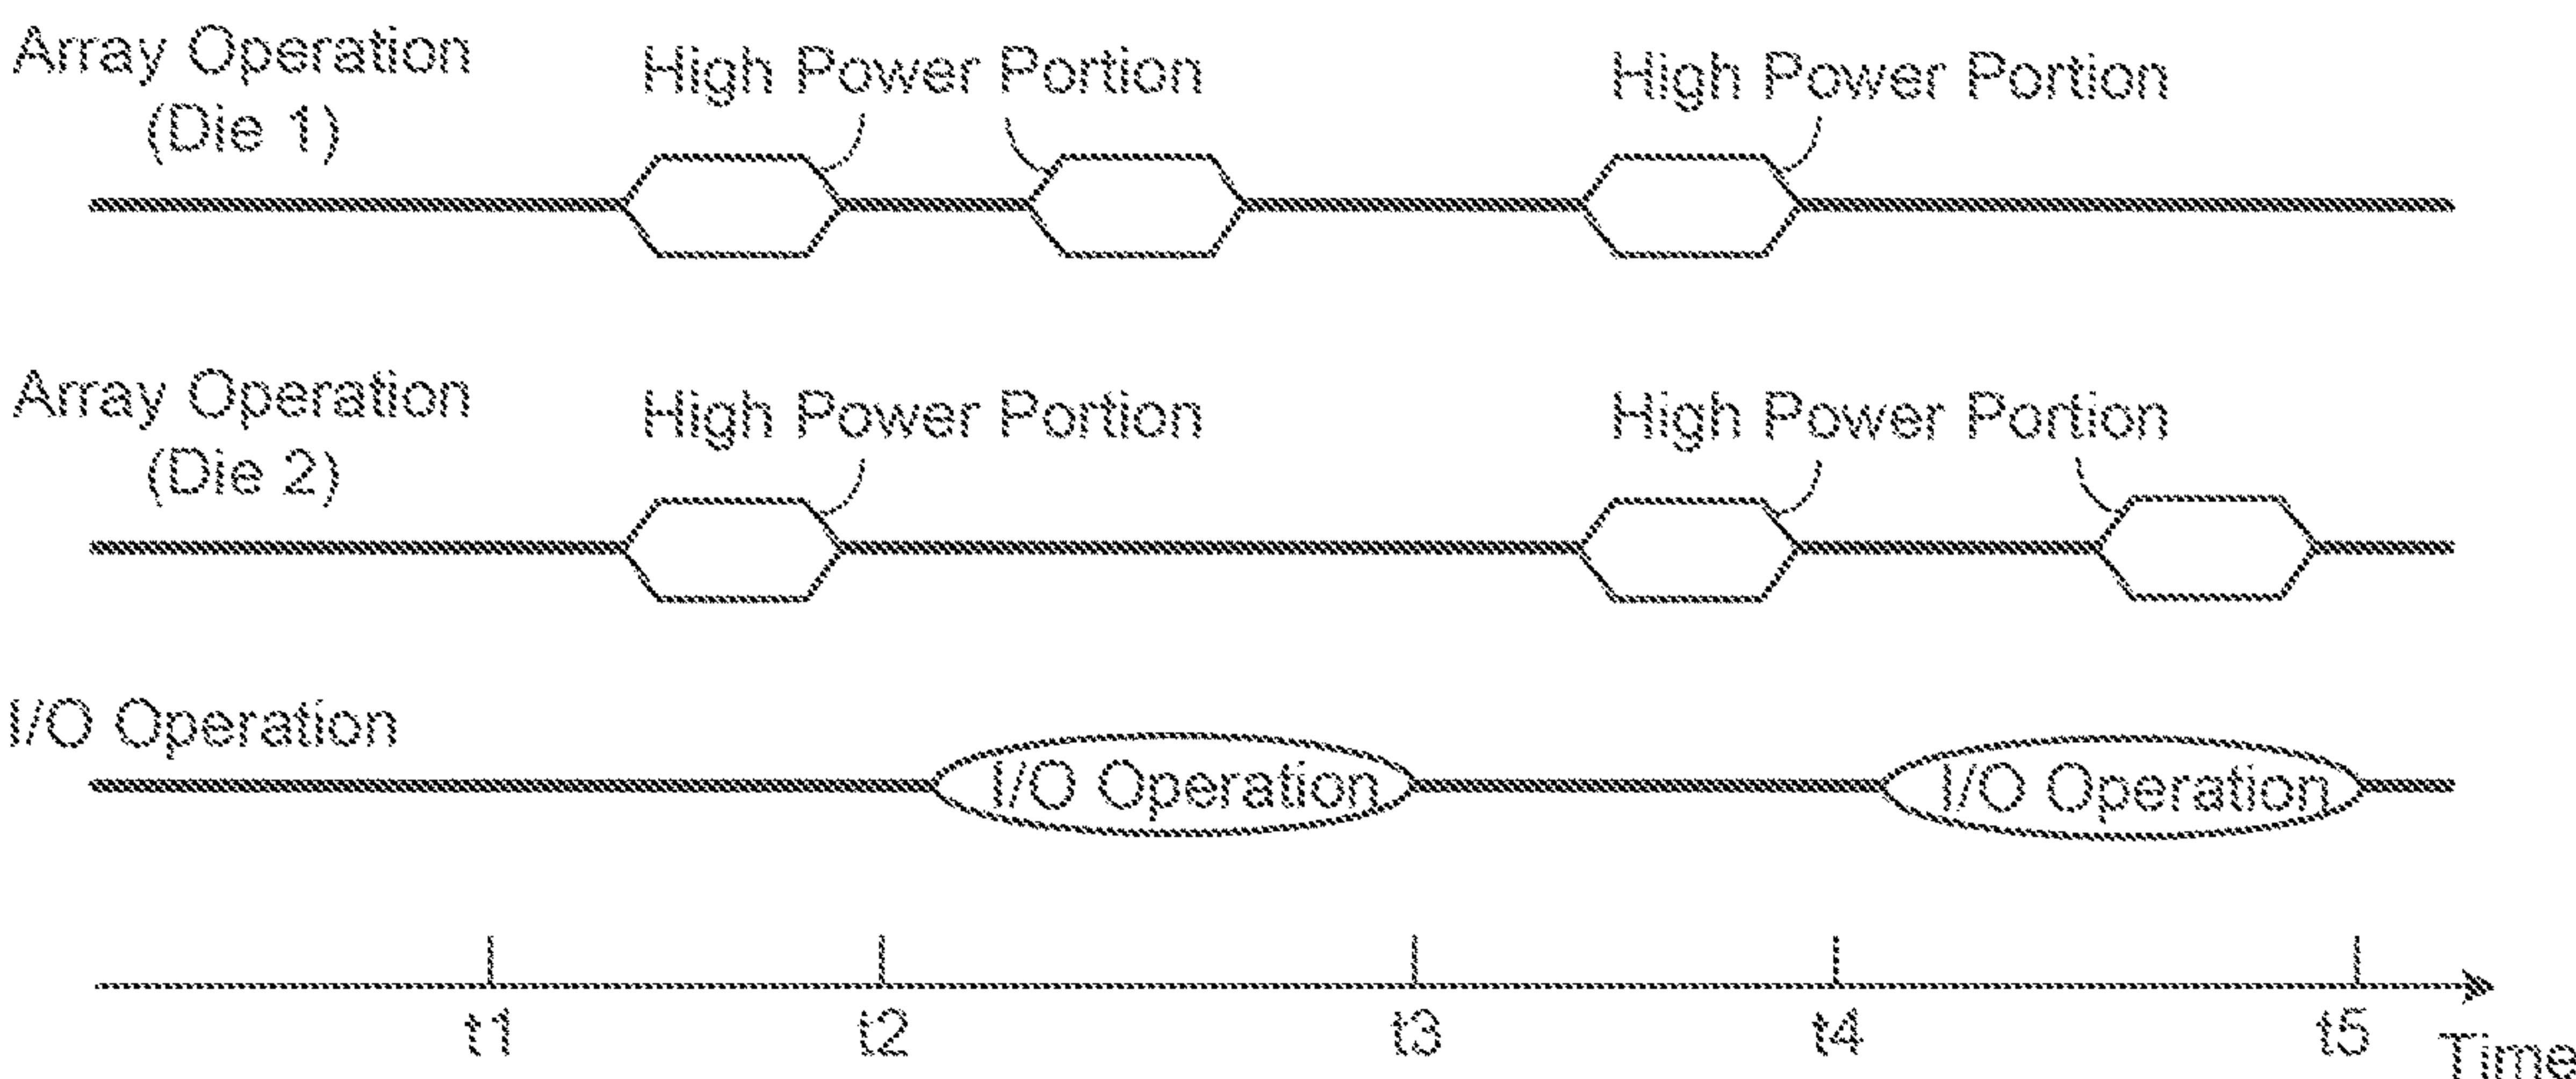 Array Operation
(Die 1)
High Power Portion
High Power Portion
Array Operation
(Die 2)
High Power Portion
High Power Portion
I/O Operation
I/O Operation
I/O Operation
t1
t2
t3
t4
t5
Time